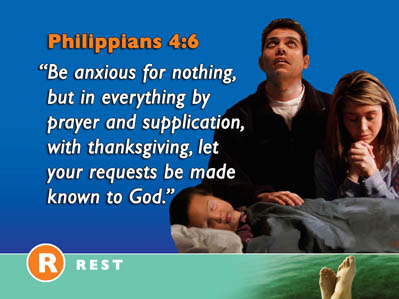 Philippians 4:6
“Be anxious for nothing,
but in everything by
prayer and supplication,
with thanksgiving, let
your requests be made
known to God.”
R REST